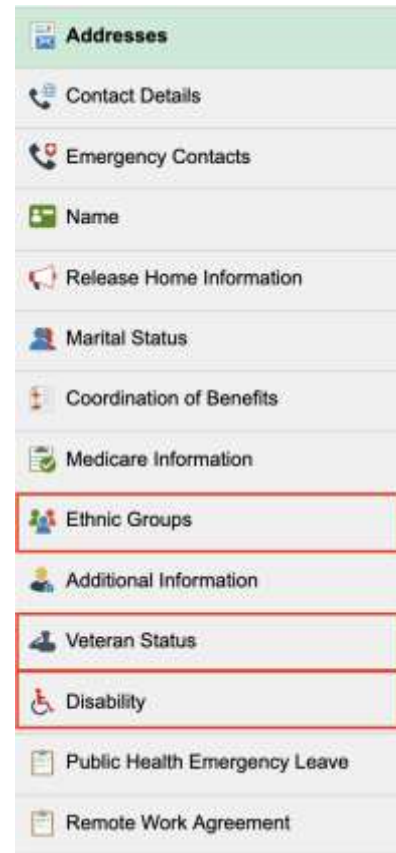 Addresses
Contact Details
Emergency Contacts
Name
Release Home Information
Marital Status
Coordination of Benefits
Medicare Information
Ethnic Groups
Additional Information
Veteran Status
Disability
Public Health Emergency Leave
Remote Work Agreement